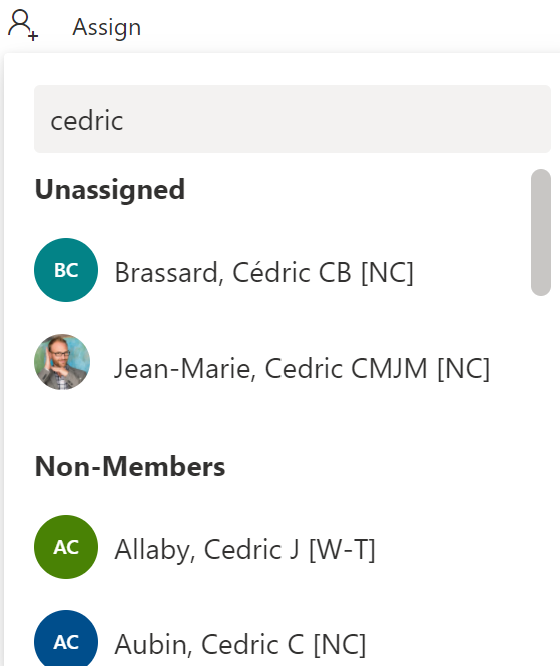 Assign
cedric
Unassigned
BC
Brassard, Cédric CB [NC]
Jean-Marie, Cedric CMJM [NC]
Non-Members
AC
Allaby, Cedric J [W-T]
AC
Aubin, Cedric C [NC]